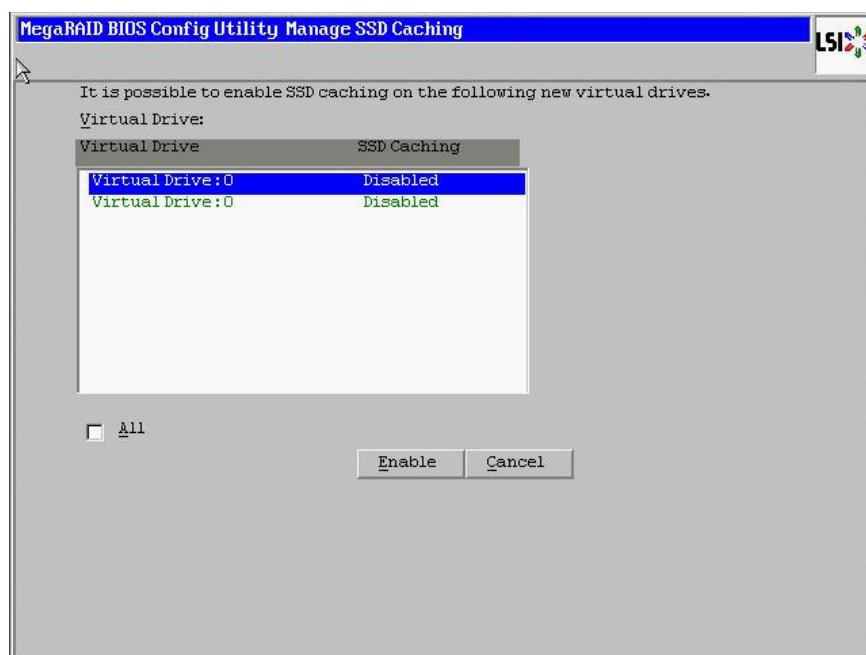 MegaRAID BIOS Config Utility Manage SSD Caching
LSI
It is possible to enable SSD caching on the following new virtual drives.
Virtual Drive:
Virtual Drive SSD Caching
Virtual Drive:0 Disabled
Virtual Drive:0 Disabled
All
Enable Cancel